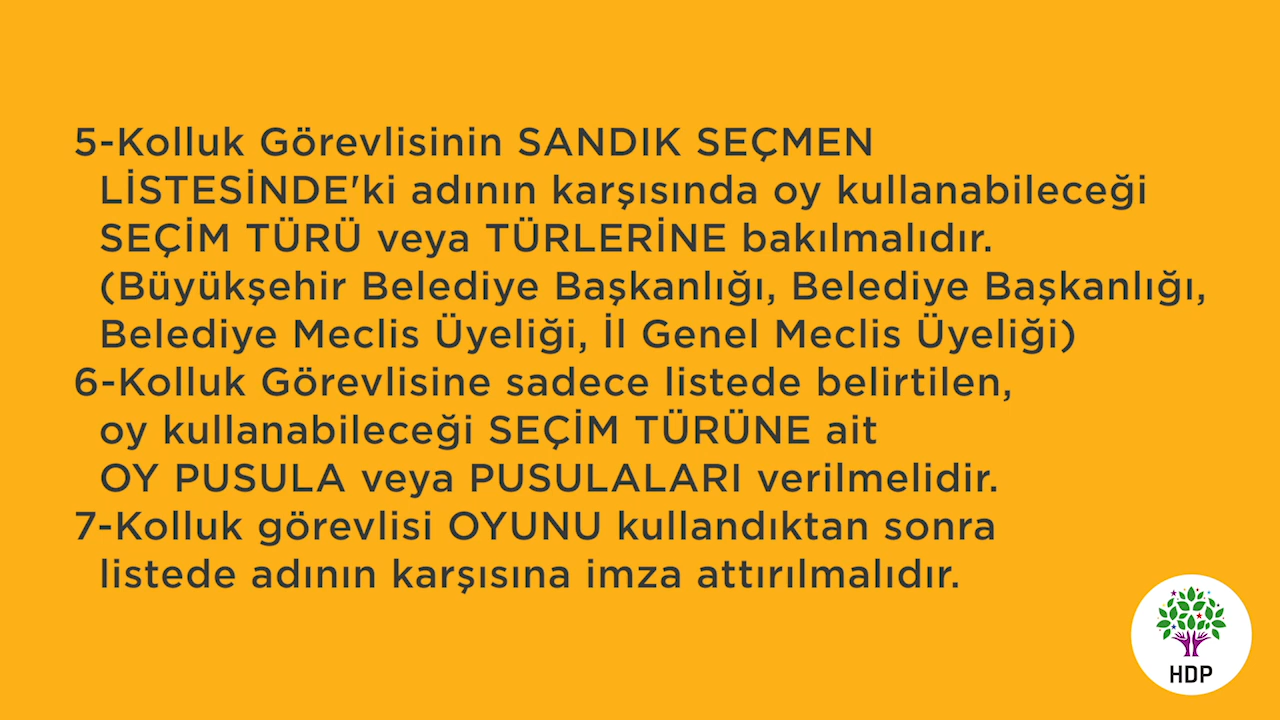 5-Kolluk Görevlisinin SANDIK SEÇMEN
LİSTESİNDE'ki adının karşısında oy kullanabileceği
SEÇİM TÜRÜ veya TÜRLERİNE bakılmalıdır.
(Büyükşehir Belediye Başkanlığı, Belediye Başkanlığı,
Belediye Meclis Üyeliği, İl Genel Meclis Üyeliği)
6-Kolluk Görevlisine sadece listede belirtilen,
oy kullanabileceği SEÇİM TÜRÜNE ait
OY PUSULA veya PUSULALARI verilmelidir.
7-Kolluk görevlisi OYUNU kullandıktan sonra
listede adının karşısına imza attırılmalıdır.
HDP